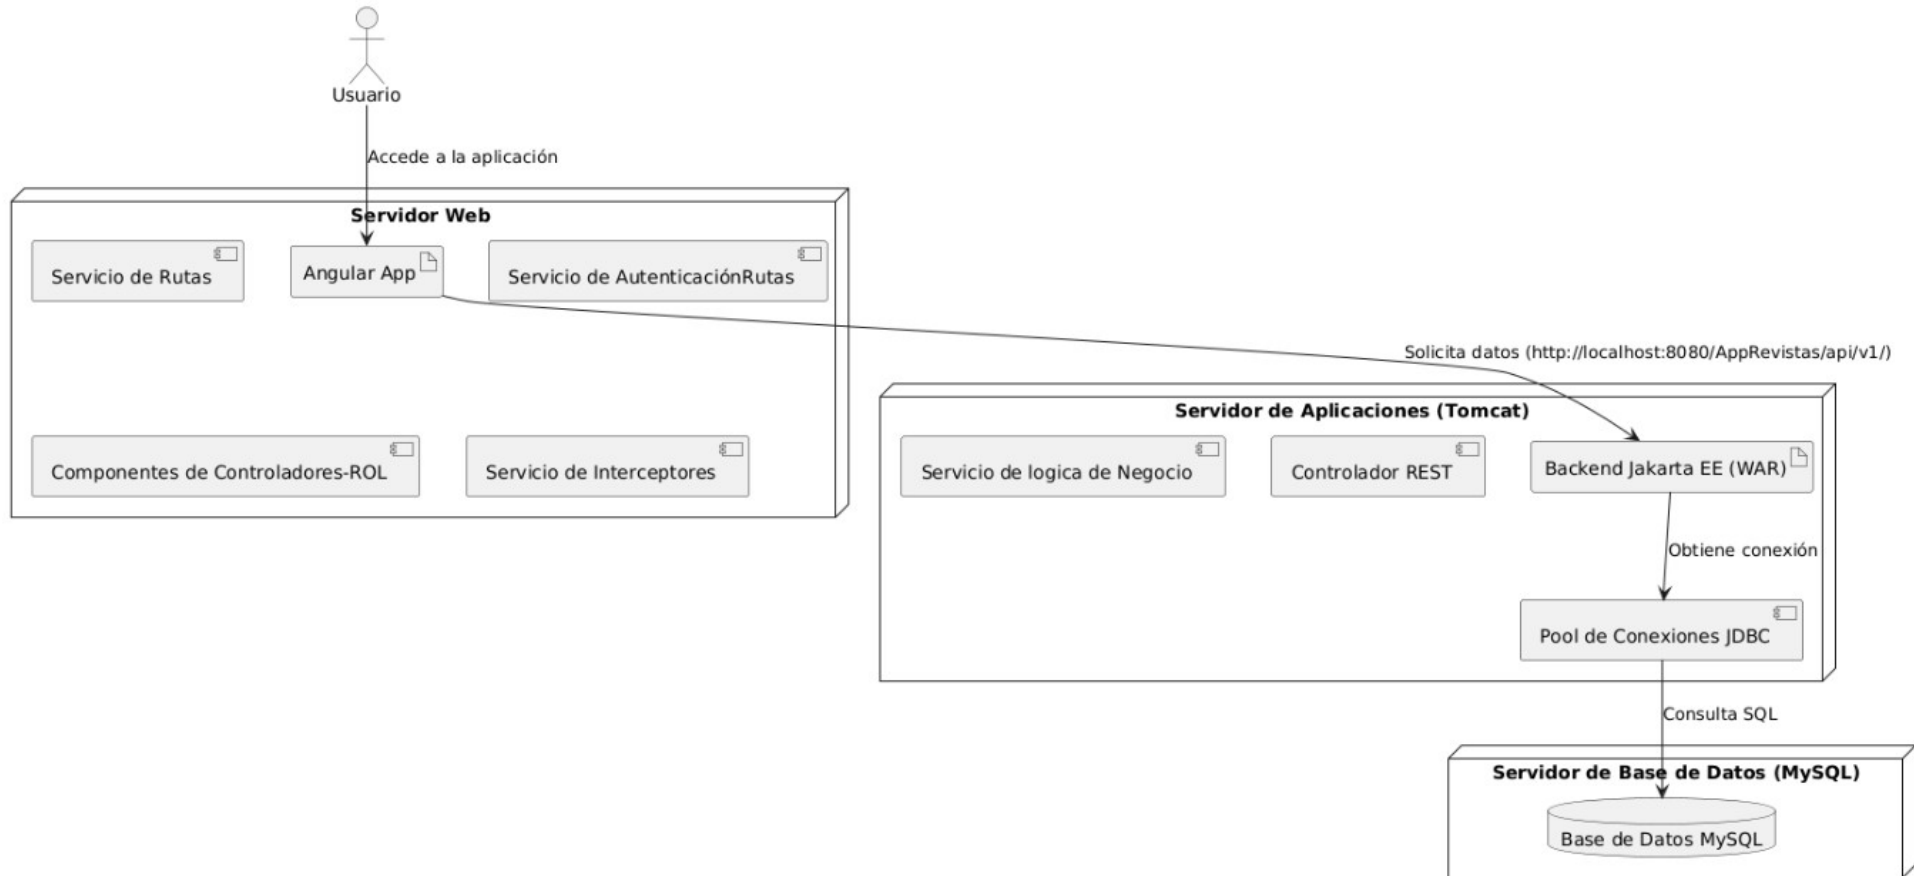 Usuario
Accede a la aplicación
Servidor Web
Servicio de Rutas
Angular App
Servicio de AutenticaciónRutas
Solicita datos (http://localhost:8080/AppRevistas/api/v1/)
Servidor de Aplicaciones (Tomcat)
Componentes de Controladores-ROL
Servicio de Interceptores
Servicio de logica de Negocio
Controlador REST
Backend Jakarta EE (WAR)
Obtiene conexión
Pool de Conexiones JDBC
Consulta SQL
Servidor de Base de Datos (MySQL)
Base de Datos MySQL